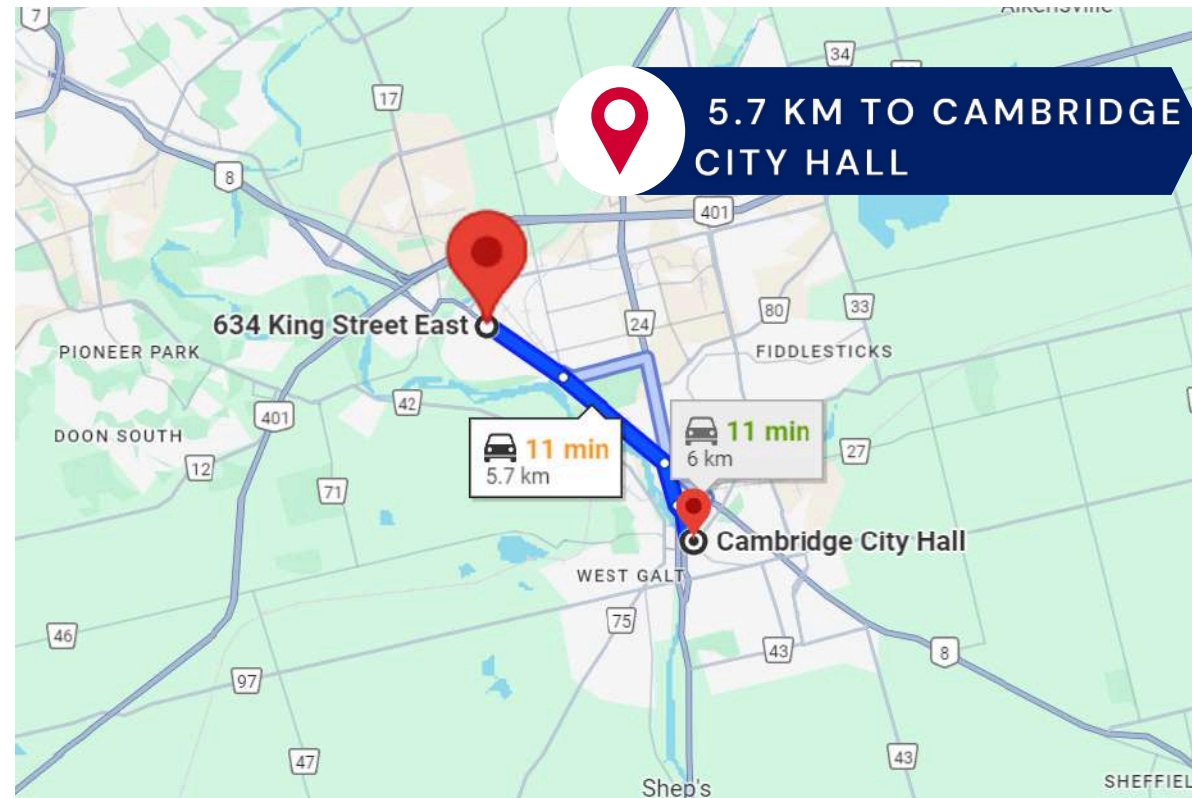 7
34
17
5.7 KM TO CAMBRIDGE
CITY HALL
8
401
634 King Street East
24
80
33
PIONEER PARK
FIDDLESTICKS
42
401
11 min
6 km
DOON SOUTH
11 min
5.7 km
27
12
71
Cambridge City Hall
WEST GALT
75
46
43
8
97
47
43
Shep's
SHEFFIEL